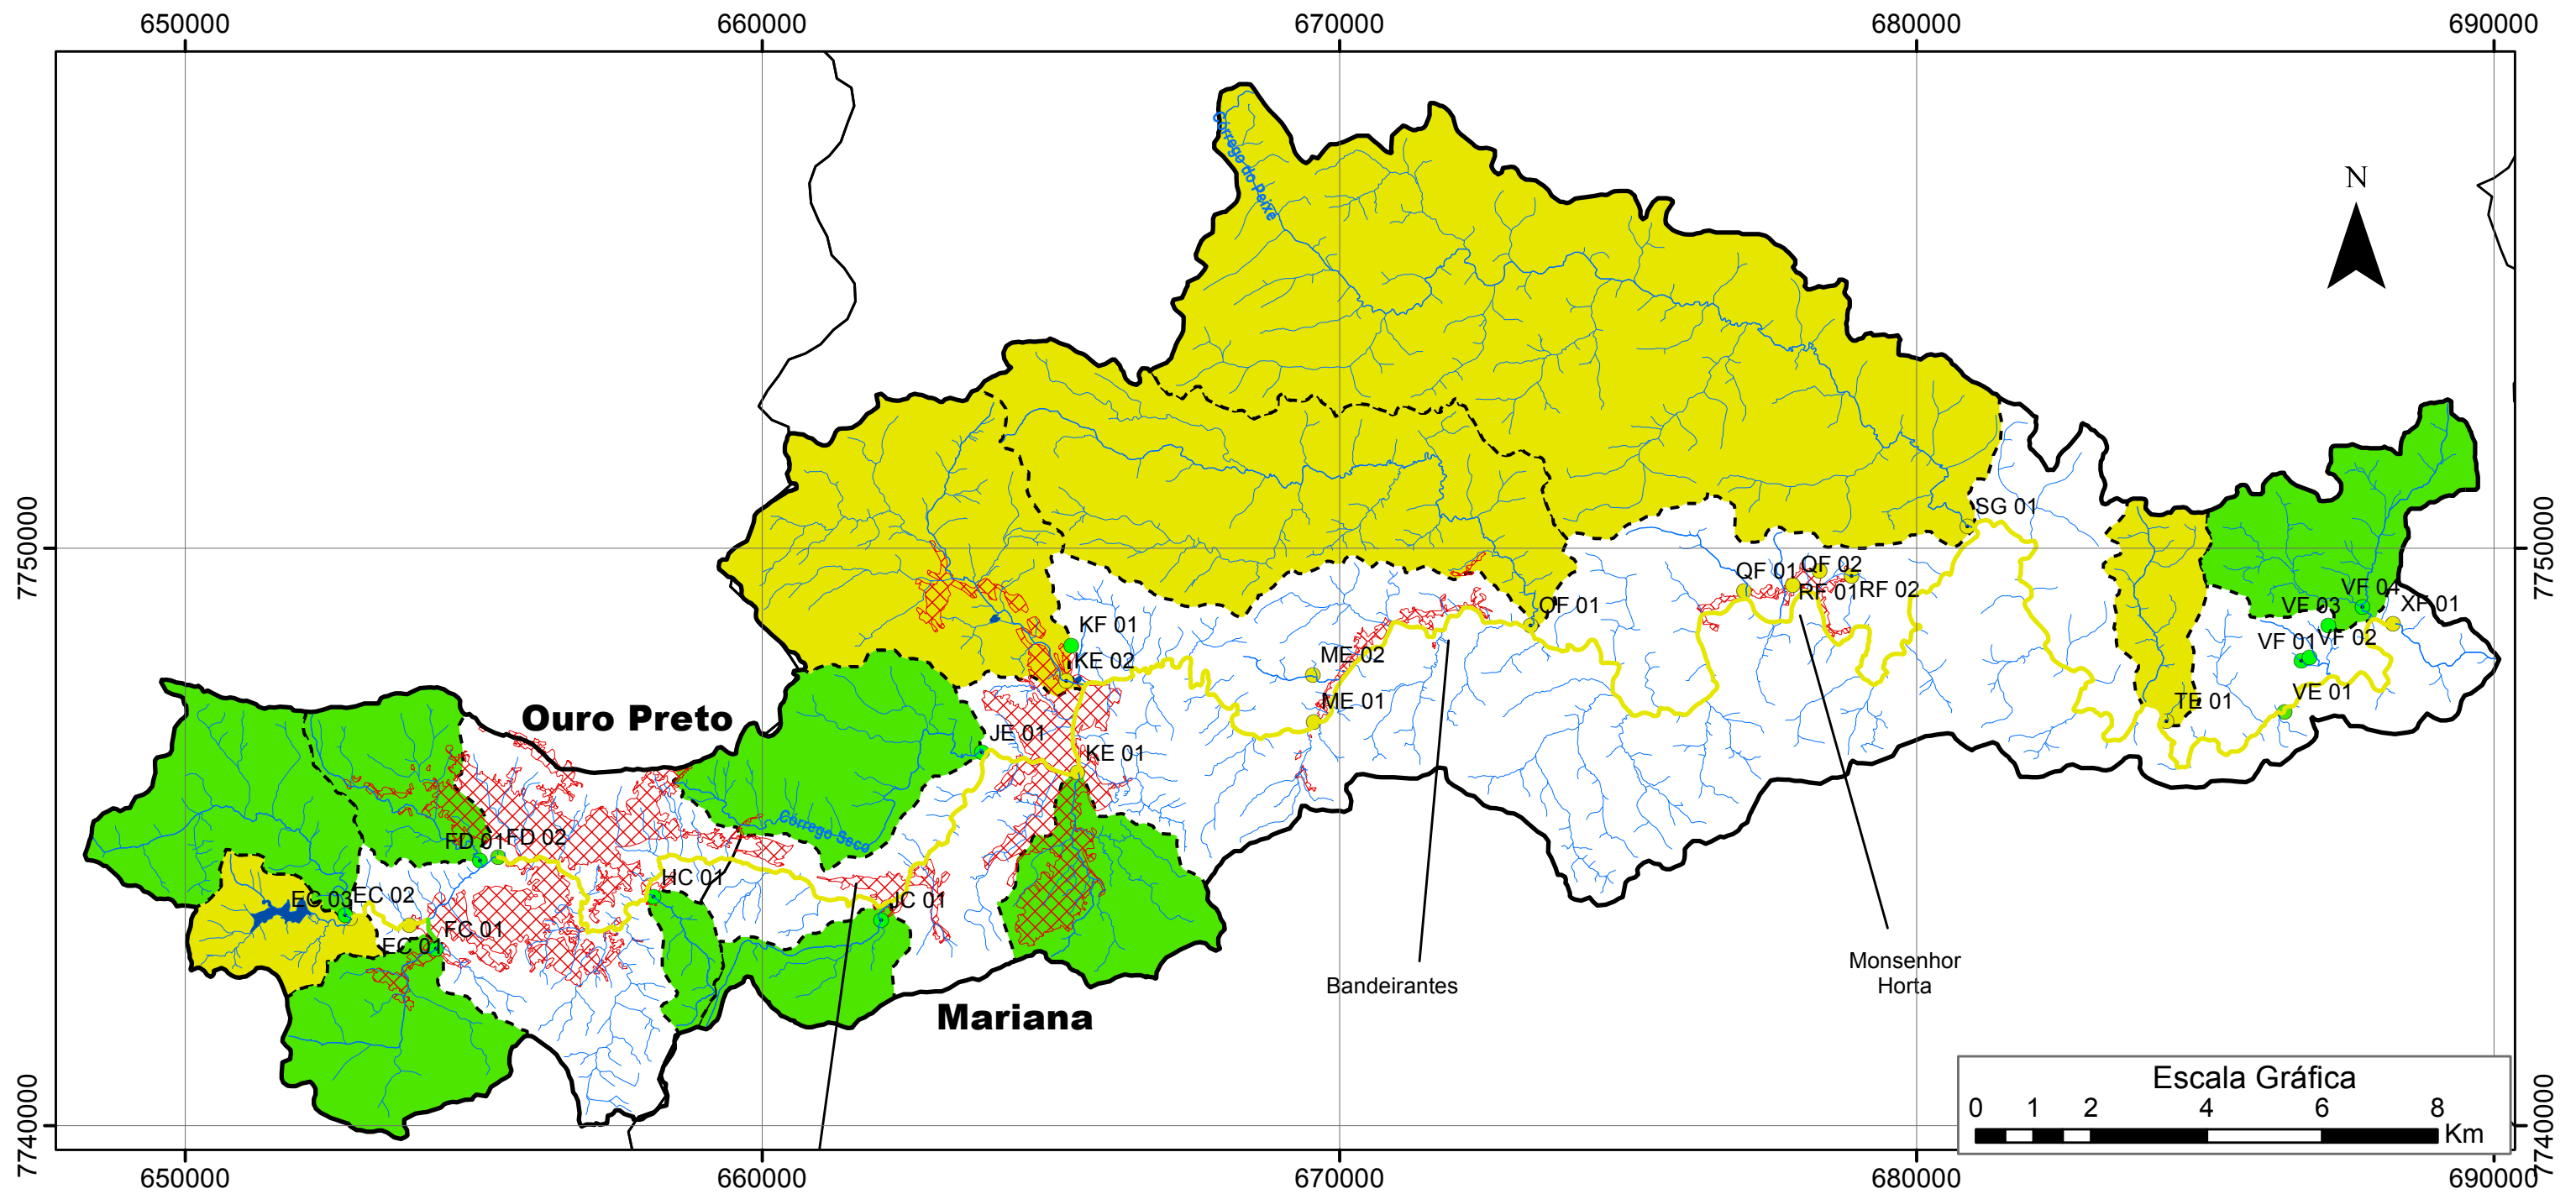 650000
660000
670000
680000
690000
Córrego do Peixe
N
7750000
7750000
SG 01
QF 01
QF 02
RF 01
RF 02
OF 01
VF 04
VF 03
XF 01
VF 01
VF 02
KF 01
KE 02
ME 02
ME 01
VE 01
TE 01
Ouro Preto
JE 01
KE 01
Córrego Seco
FD 01
FD 02
HC 01
EC 03
EC 02
JC 01
FC 01
EC 01
Monsenhor
Horta
Bandeirantes
Mariana
Escala Gráfica
0 1 2 4 6 8
Km
7740000
7740000
650000
660000
670000
680000
690000